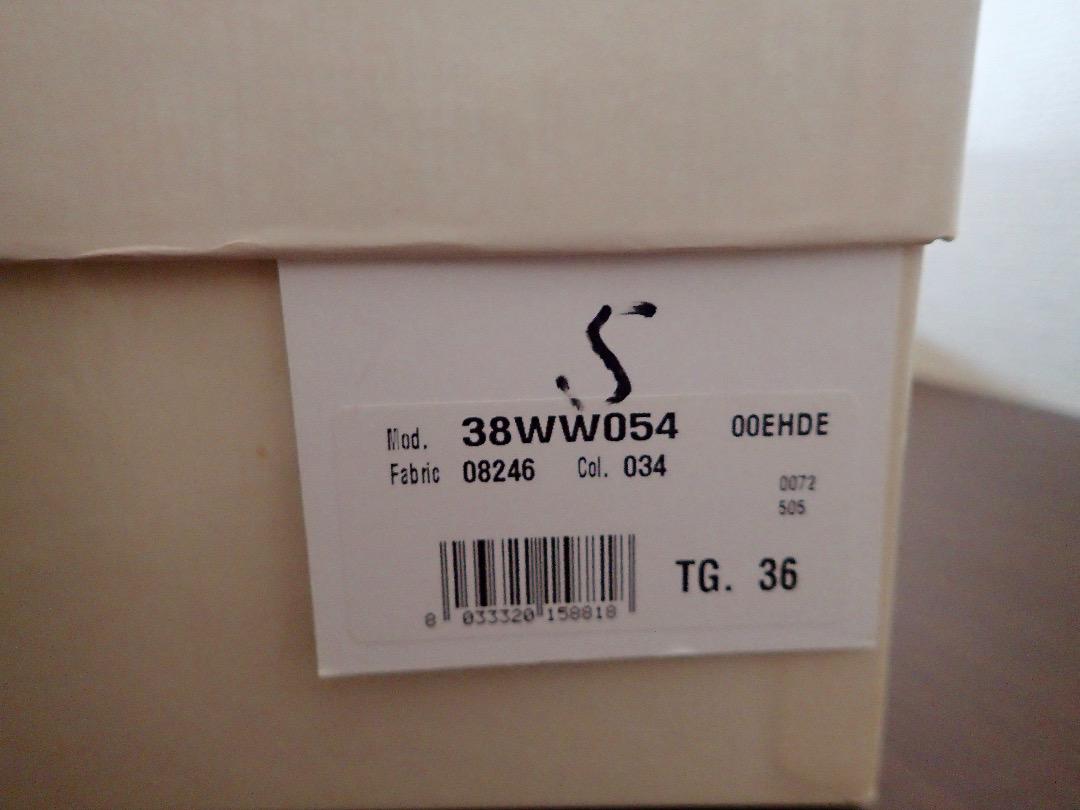 S
Mod. 38WW054 00EHDE
Fabric 08246 Col. 034
0072
505
TG. 36
8 033320 158818